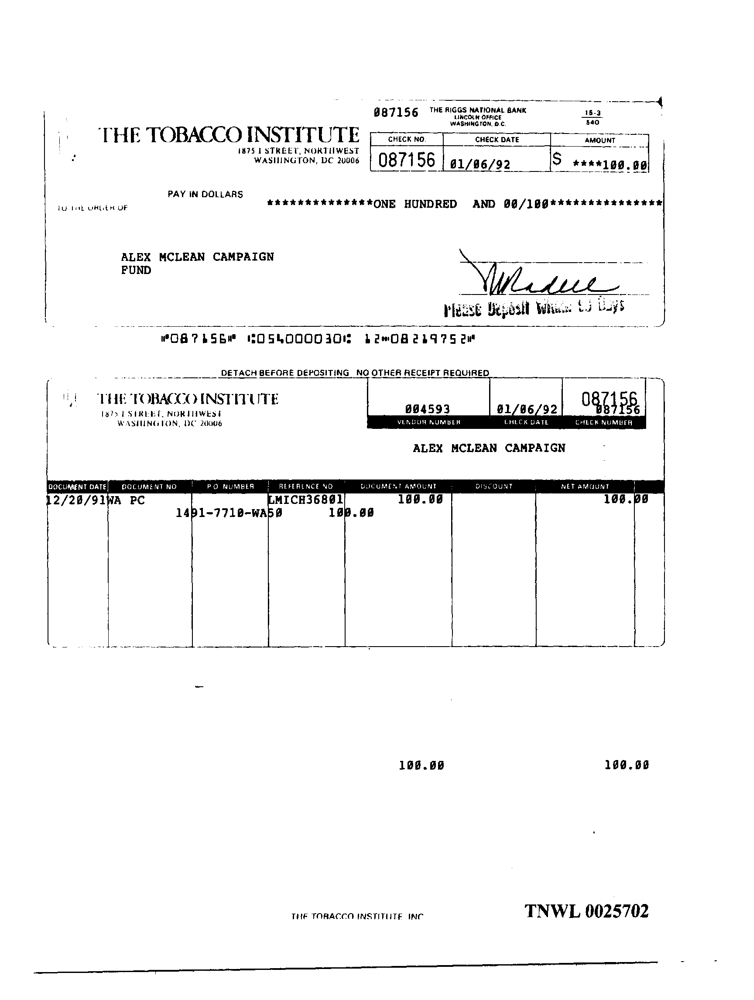 087156 THE RIGGS NATIONAL BANK 15-3
LINCOLN OFFICE 540
WASHINGTON, D.C.
THE TOBACCO INSTITUTE
1875 I STREET, NORTHWEST
WASHINGTON, DC 20006
CHECK NO. CHECK DATE AMOUNT
087156 01/06/92 $ ****100.00
PAY IN DOLLARS
TO THE ORDER OF **************ONE HUNDRED AND 00/100***************
ALEX MCLEAN CAMPAIGN
FUND
Please Deposit Within Days
⑈087156⑈ ⑆054000030⑆ 12⑉08219752⑈
DETACH BEFORE DEPOSITING NO OTHER RECEIPT REQUIRED
THE TOBACCO INSTITUTE
1875 I STREET, NORTHWEST
WASHINGTON, DC 20006
004593 01/06/92 087156
087156
VENDOR NUMBER CHECK DATE CHECK NUMBER
ALEX MCLEAN CAMPAIGN
DOCUMENT DATE DOCUMENT NO P O NUMBER REFERENCE NO DOCUMENT AMOUNT DISCOUNT NET AMOUNT
12/20/91WA PC LMICH36801 100.00 100.00
1491-7710-WA50 100.00
100.00 100.00
THE TOBACCO INSTITUTE INC
TNWL 0025702